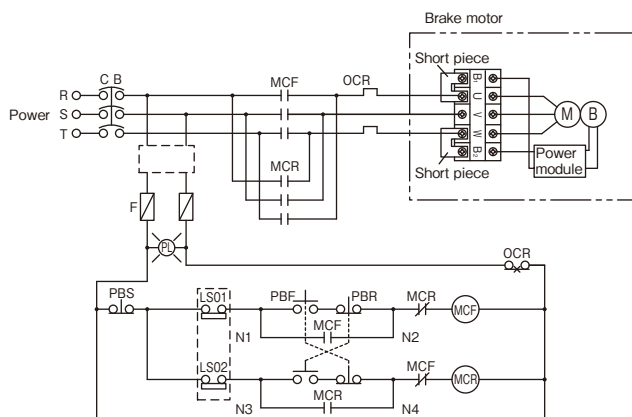 Brake motor
Short piece
C B
MCF
OCR
B1
R
U
Power
S
V
M
B
T
W
B2
MCR
Short piece
Power
module
F
PL
OCR
PBS
LS01
PBF
PBR
MCR
MCF
MCF
N1
N2
LS02
MCF
MCR
MCR
N3
N4